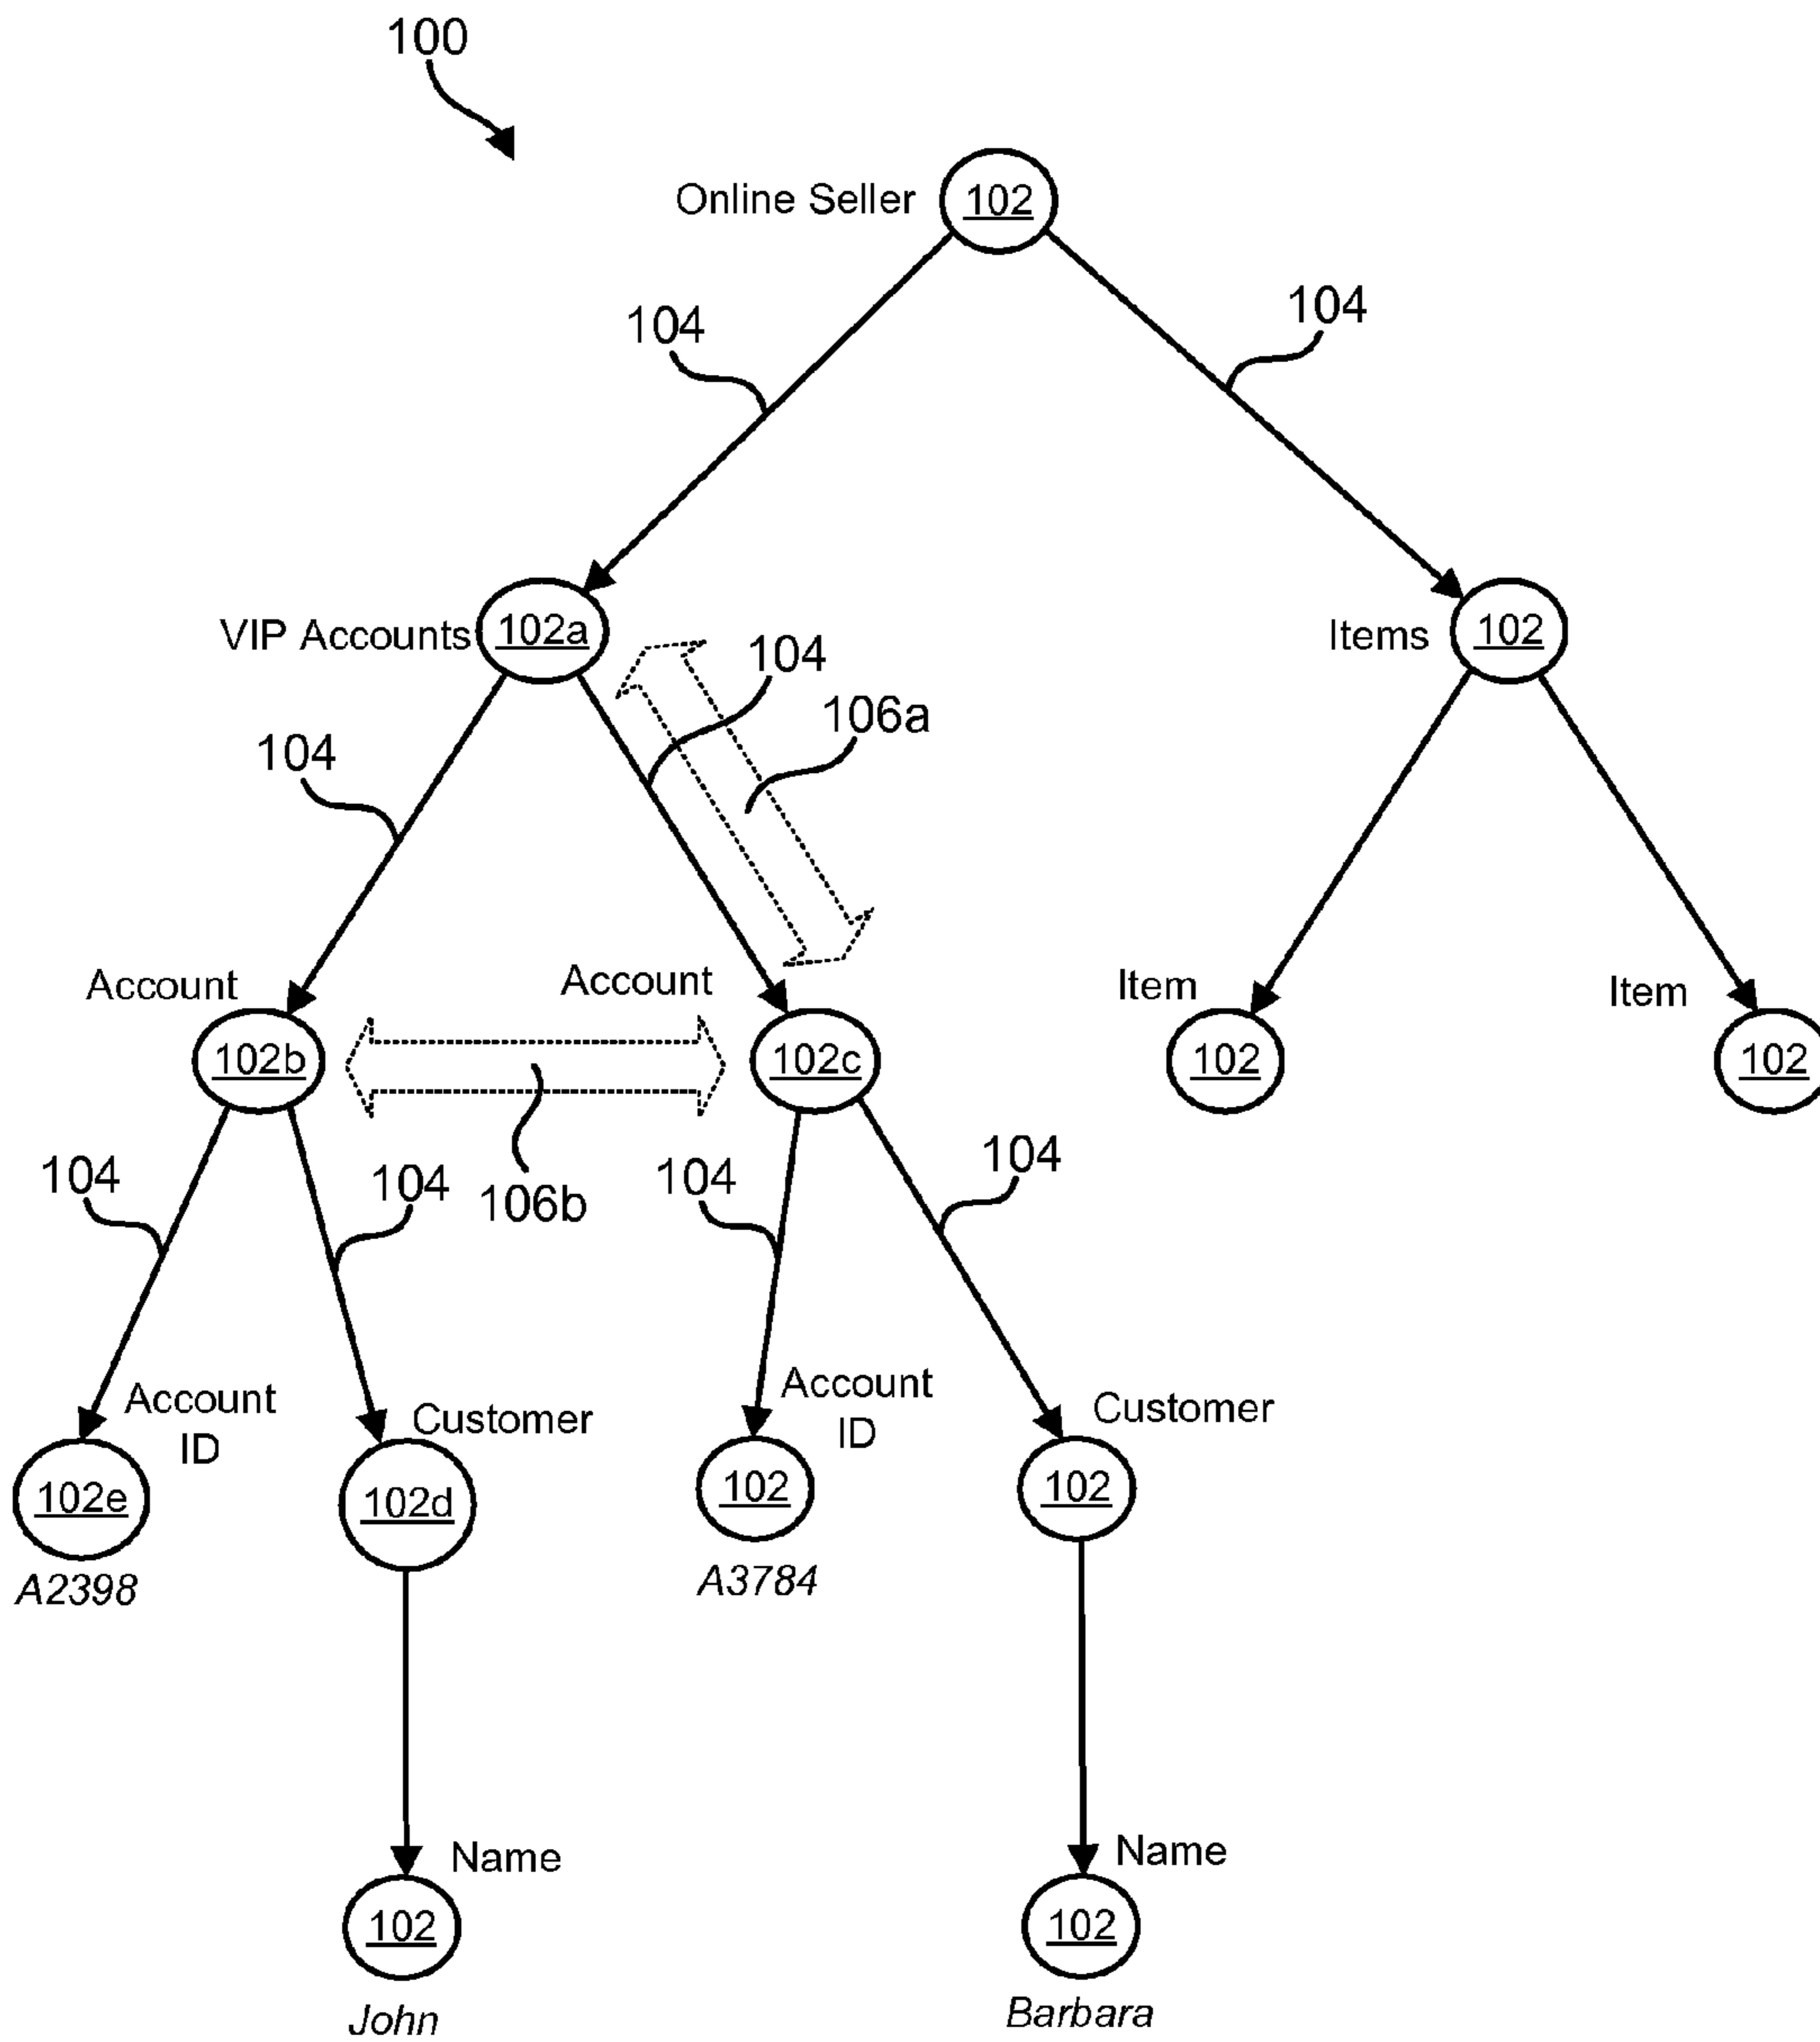 100
Online Seller
102
104
104
VIP Accounts
102a
Items
102
104
106a
104
Account
Account
Item
Item
102b
102c
102
102
104
104
106b
104
104
Account
ID
Customer
Account
ID
Customer
102e
102d
102
102
A2398
A3784
Name
Name
102
102
John
Barbara